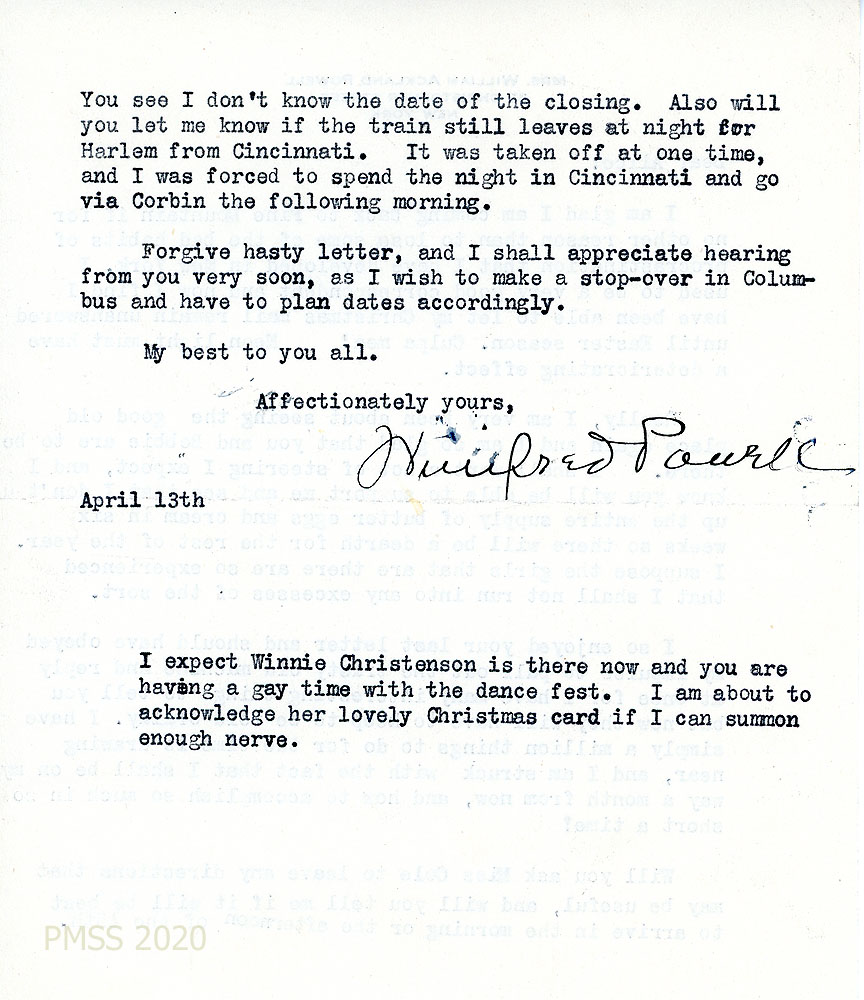 You see I don't know the date of the closing. Also will
you let me know if the train still leaves at night for
Harlem from Cincinnati. It was taken off at one time,
and I was forced to spend the night in Cincinnati and go
via Corbin the following morning.
Forgive hasty letter, and I shall appreciate hearing
from you very soon, as I wish to make a stop-over in Colum-
bus and have to plan dates accordingly.
My best to you all.
Affectionately yours,
Winifred Powell
April 13th
I expect Winnie Christenson is there now and you are
having a gay time with the dance fest. I am about to
acknowledge her lovely Christmas card if I can summon
enough nerve.
PMSS 2020